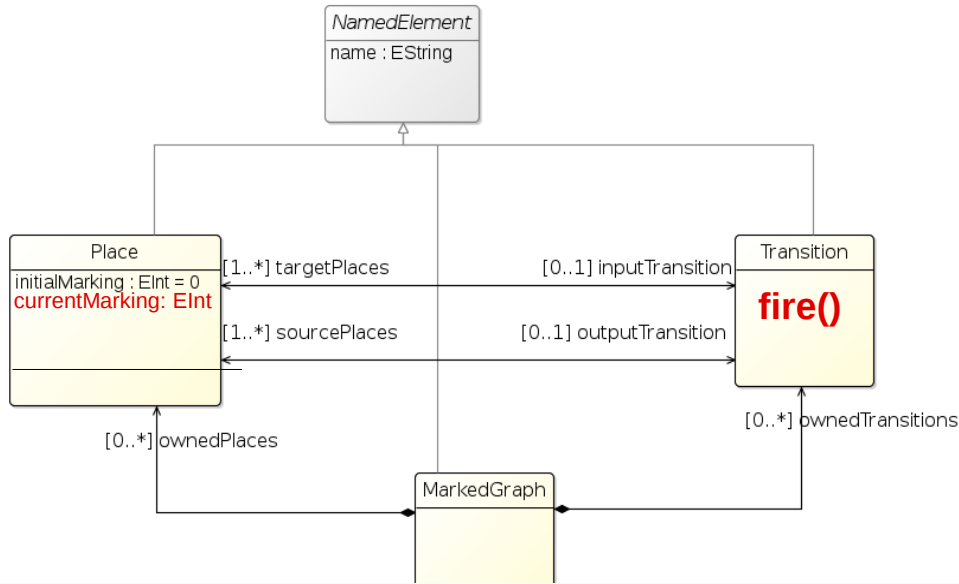 NamedElement
name : EString
Place
initialMarking : EInt = 0
currentMarking: EInt
[1..*] targetPlaces
[0..1] inputTransition
Transition
fire()
[1..*] sourcePlaces
[0..1] outputTransition
[0..*] ownedPlaces
[0..*] ownedTransitions
MarkedGraph